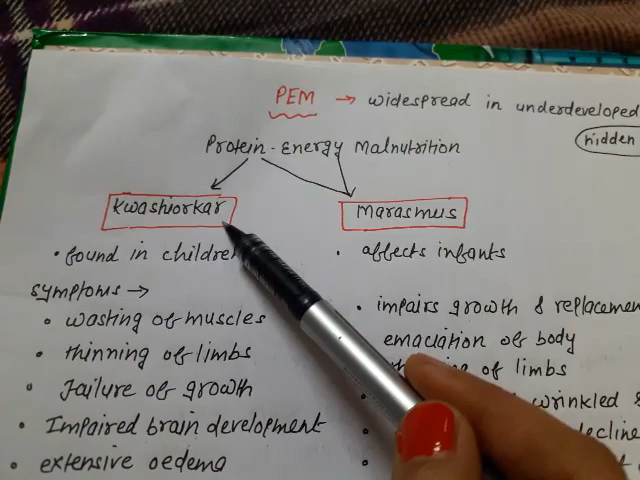 PEM → widespread in underdeveloped
hidden
Protein-Energy Malnutrition
Kwashiorkar
Marasmus
• found in children
• affects infants
symptoms →
• wasting of muscles
• thinning of limbs
• Failure of growth
• Impaired brain development
• extensive oedema
• impairs growth & replacement
emaciation of body
of limbs
wrinkled &
decline